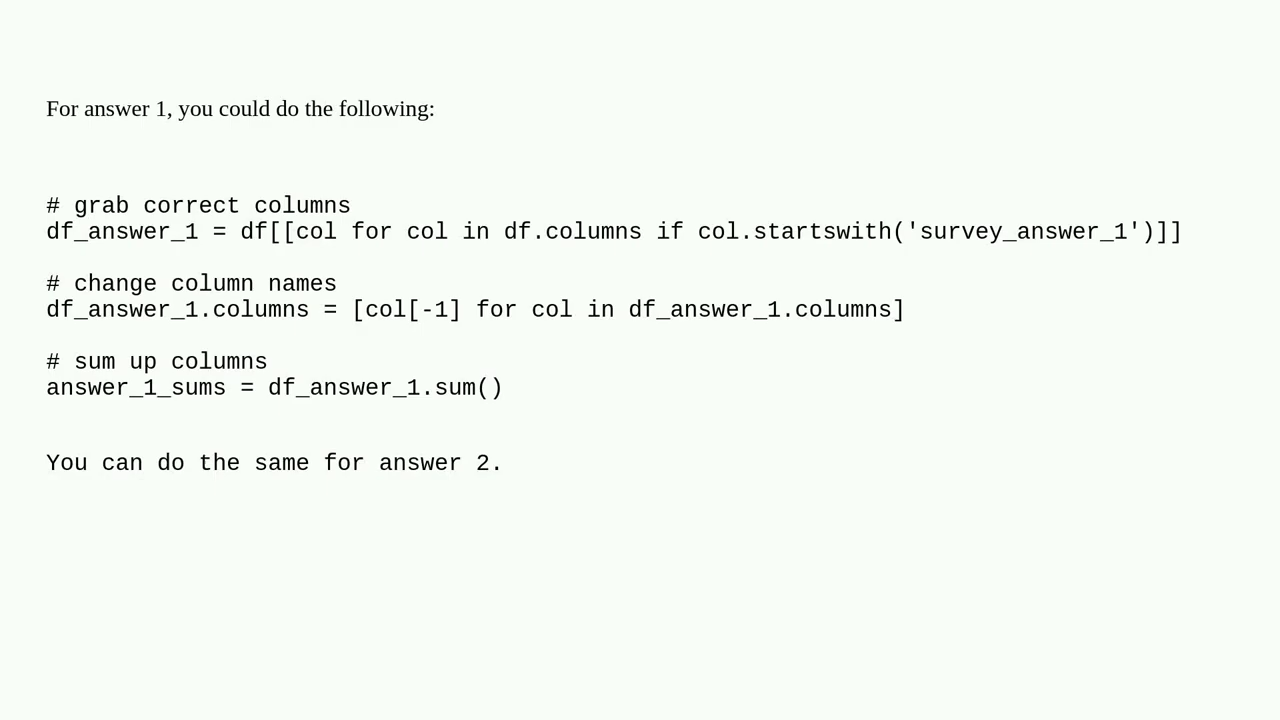 For answer 1, you could do the following:
# grab correct columns
df_answer_1 = df[[col for col in df.columns if col.startswith('survey_answer_1')]]
# change column names
df_answer_1.columns = [col[-1] for col in df_answer_1.columns]
# sum up columns
answer_1_sums = df_answer_1.sum()
You can do the same for answer 2.